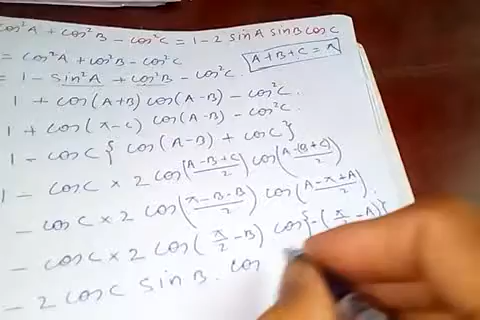 cos²A + cos²B - cos²C = 1 - 2 sinA sinB cosC
= cos²A + cos²B - cos²C
A + B + C = π
= 1 - sin²A + cos²B - cos²C.
1 + cos(A+B) cos(A-B) - cos²C.
1 + cos(π-C) cos(A-B) - cos²C.
1 - cosC { cos(A-B) + cosC }
1 - cosC × 2 cos((A-B+C)/2) cos((A-(B+C))/2)
- cosC × 2 cos((π-B-B)/2) cos((A-π+A)/2).
- cosC × 2 cos(π/2 - B) cos{-(π/2 - A)}
- 2 cosC sinB. cos